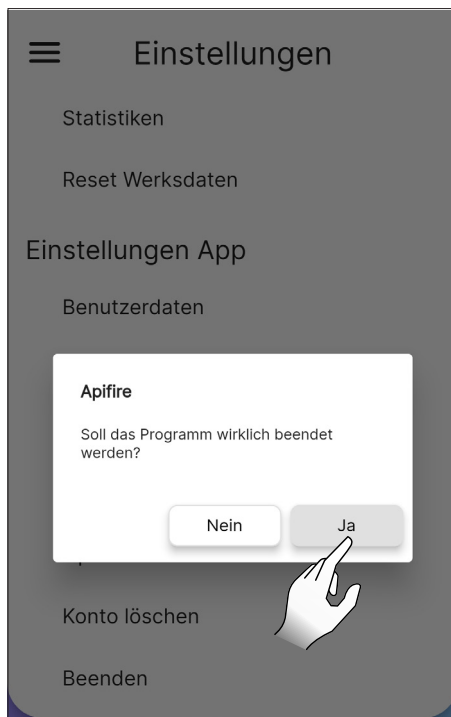 Einstellungen
Statistiken
Reset Werksdaten
Einstellungen App
Benutzerdaten
Apifire
Soll das Programm wirklich beendet
werden?
Nein
Ja
Konto löschen
Beenden